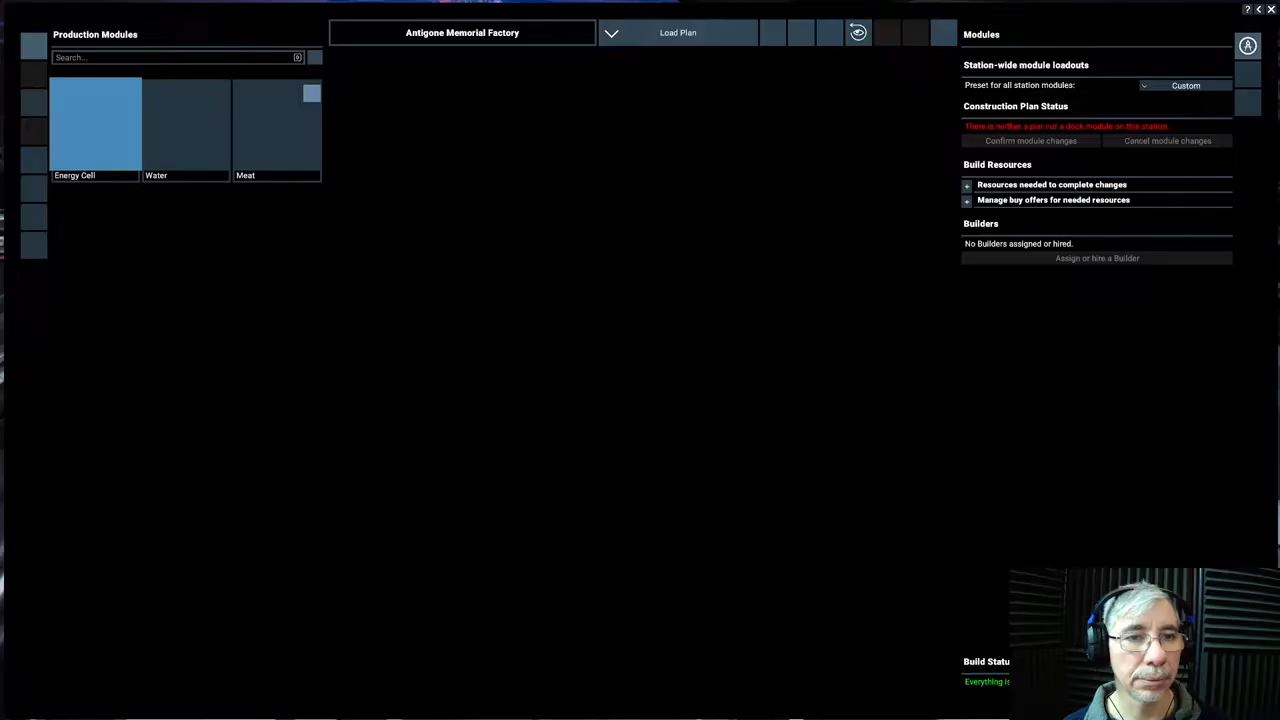 Production Modules
Search...
Energy Cell
Water
Meat
Antigone Memorial Factory
Load Plan
?
Modules
Station-wide module loadouts
Preset for all station modules:
Custom
Construction Plan Status
There is neither a pier nor a dock module on this station.
Confirm module changes
Cancel module changes
Build Resources
+ Resources needed to complete changes
+ Manage buy offers for needed resources
Builders
No Builders assigned or hired.
Assign or hire a Builder
Build Statu
Everything is